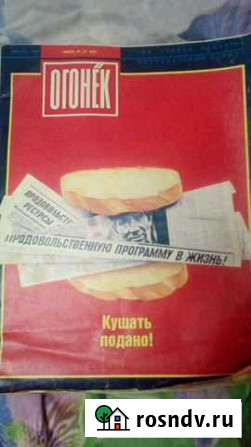 ОГОНЁК
ПРОДОВОЛЬСТ
РЕСУРСЫ
ПРОДОВОЛЬСТВЕННУЮ ПРОГРАММУ В ЖИЗНЬ!
Кушать
подано!
rosndv.ru